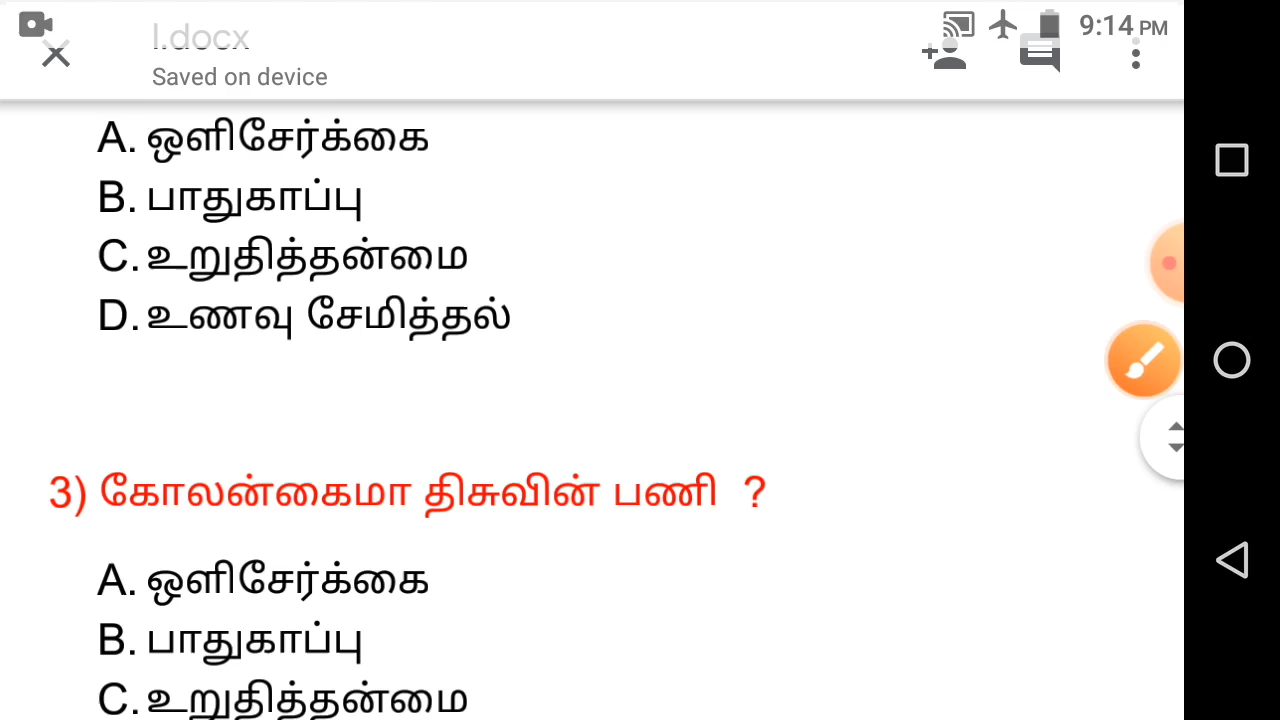 9:14 PM
l.docx
Saved on device
A. ஒளிசேர்க்கை
B. பாதுகாப்பு
C. உறுதித்தன்மை
D. உணவு சேமித்தல்
3) கோலன்கைமா திசுவின் பணி ?
A. ஒளிசேர்க்கை
B. பாதுகாப்பு
C. உறுதித்தன்மை